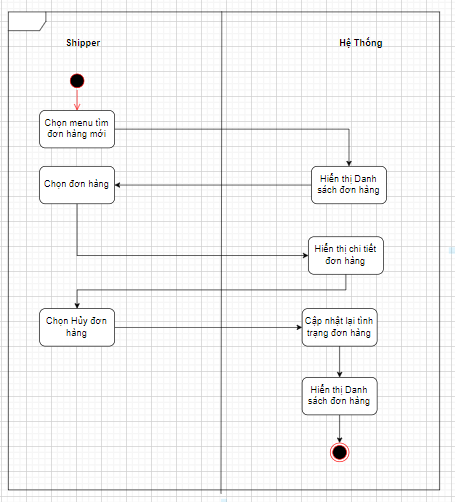 Shipper
Hệ Thống
Chọn menu tìm
đơn hàng mới
Hiển thị Danh
sách đơn hàng
Chọn đơn hàng
Hiển thị chi tiết
đơn hàng
Chọn Hủy đơn
hàng
Cập nhật lại tình
trạng đơn hàng
Hiển thị Danh
sách đơn hàng